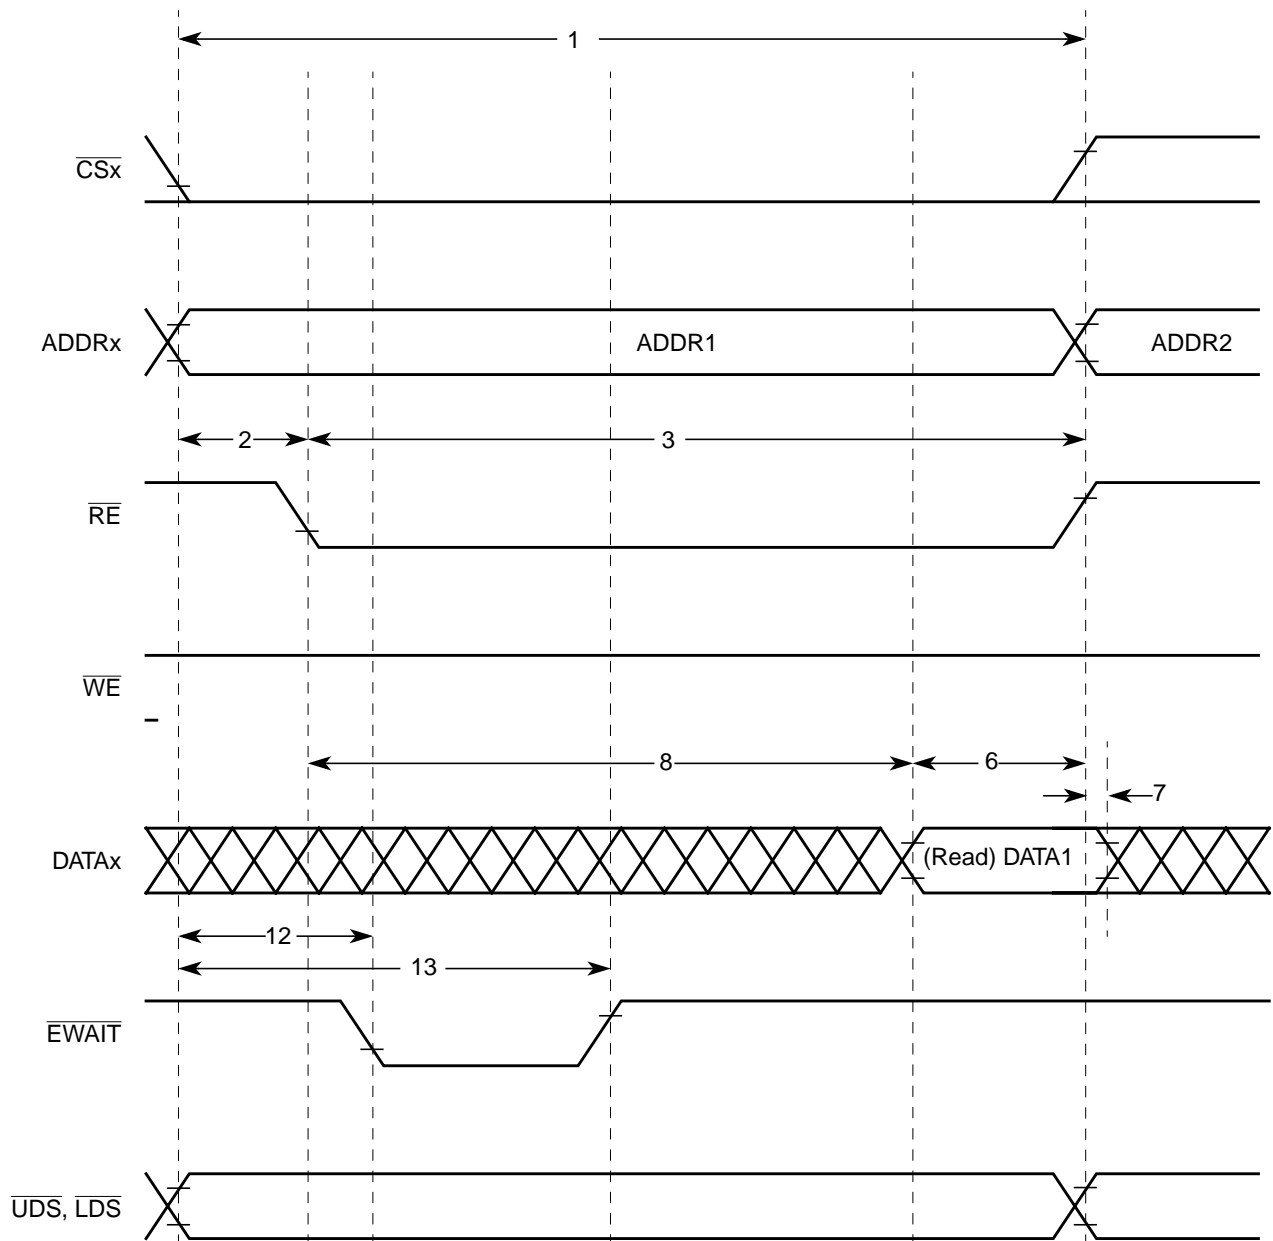 1
CSx
ADDRx
ADDR1
ADDR2
2
3
RE
WE
8
6
7
DATAx
(Read) DATA1
12
13
EWAIT
UDS, LDS